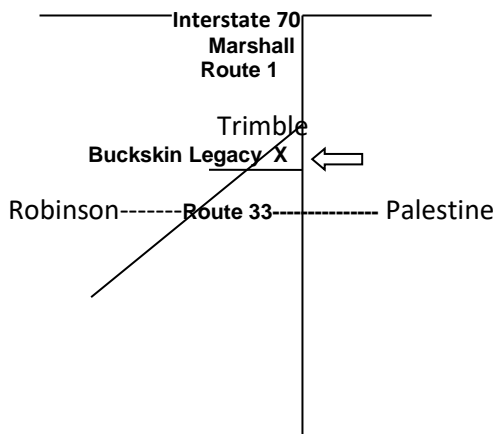 Interstate 70
Marshall
Route 1
Trimble
Buckskin Legacy X
Robinson------Route 33---------------- Palestine